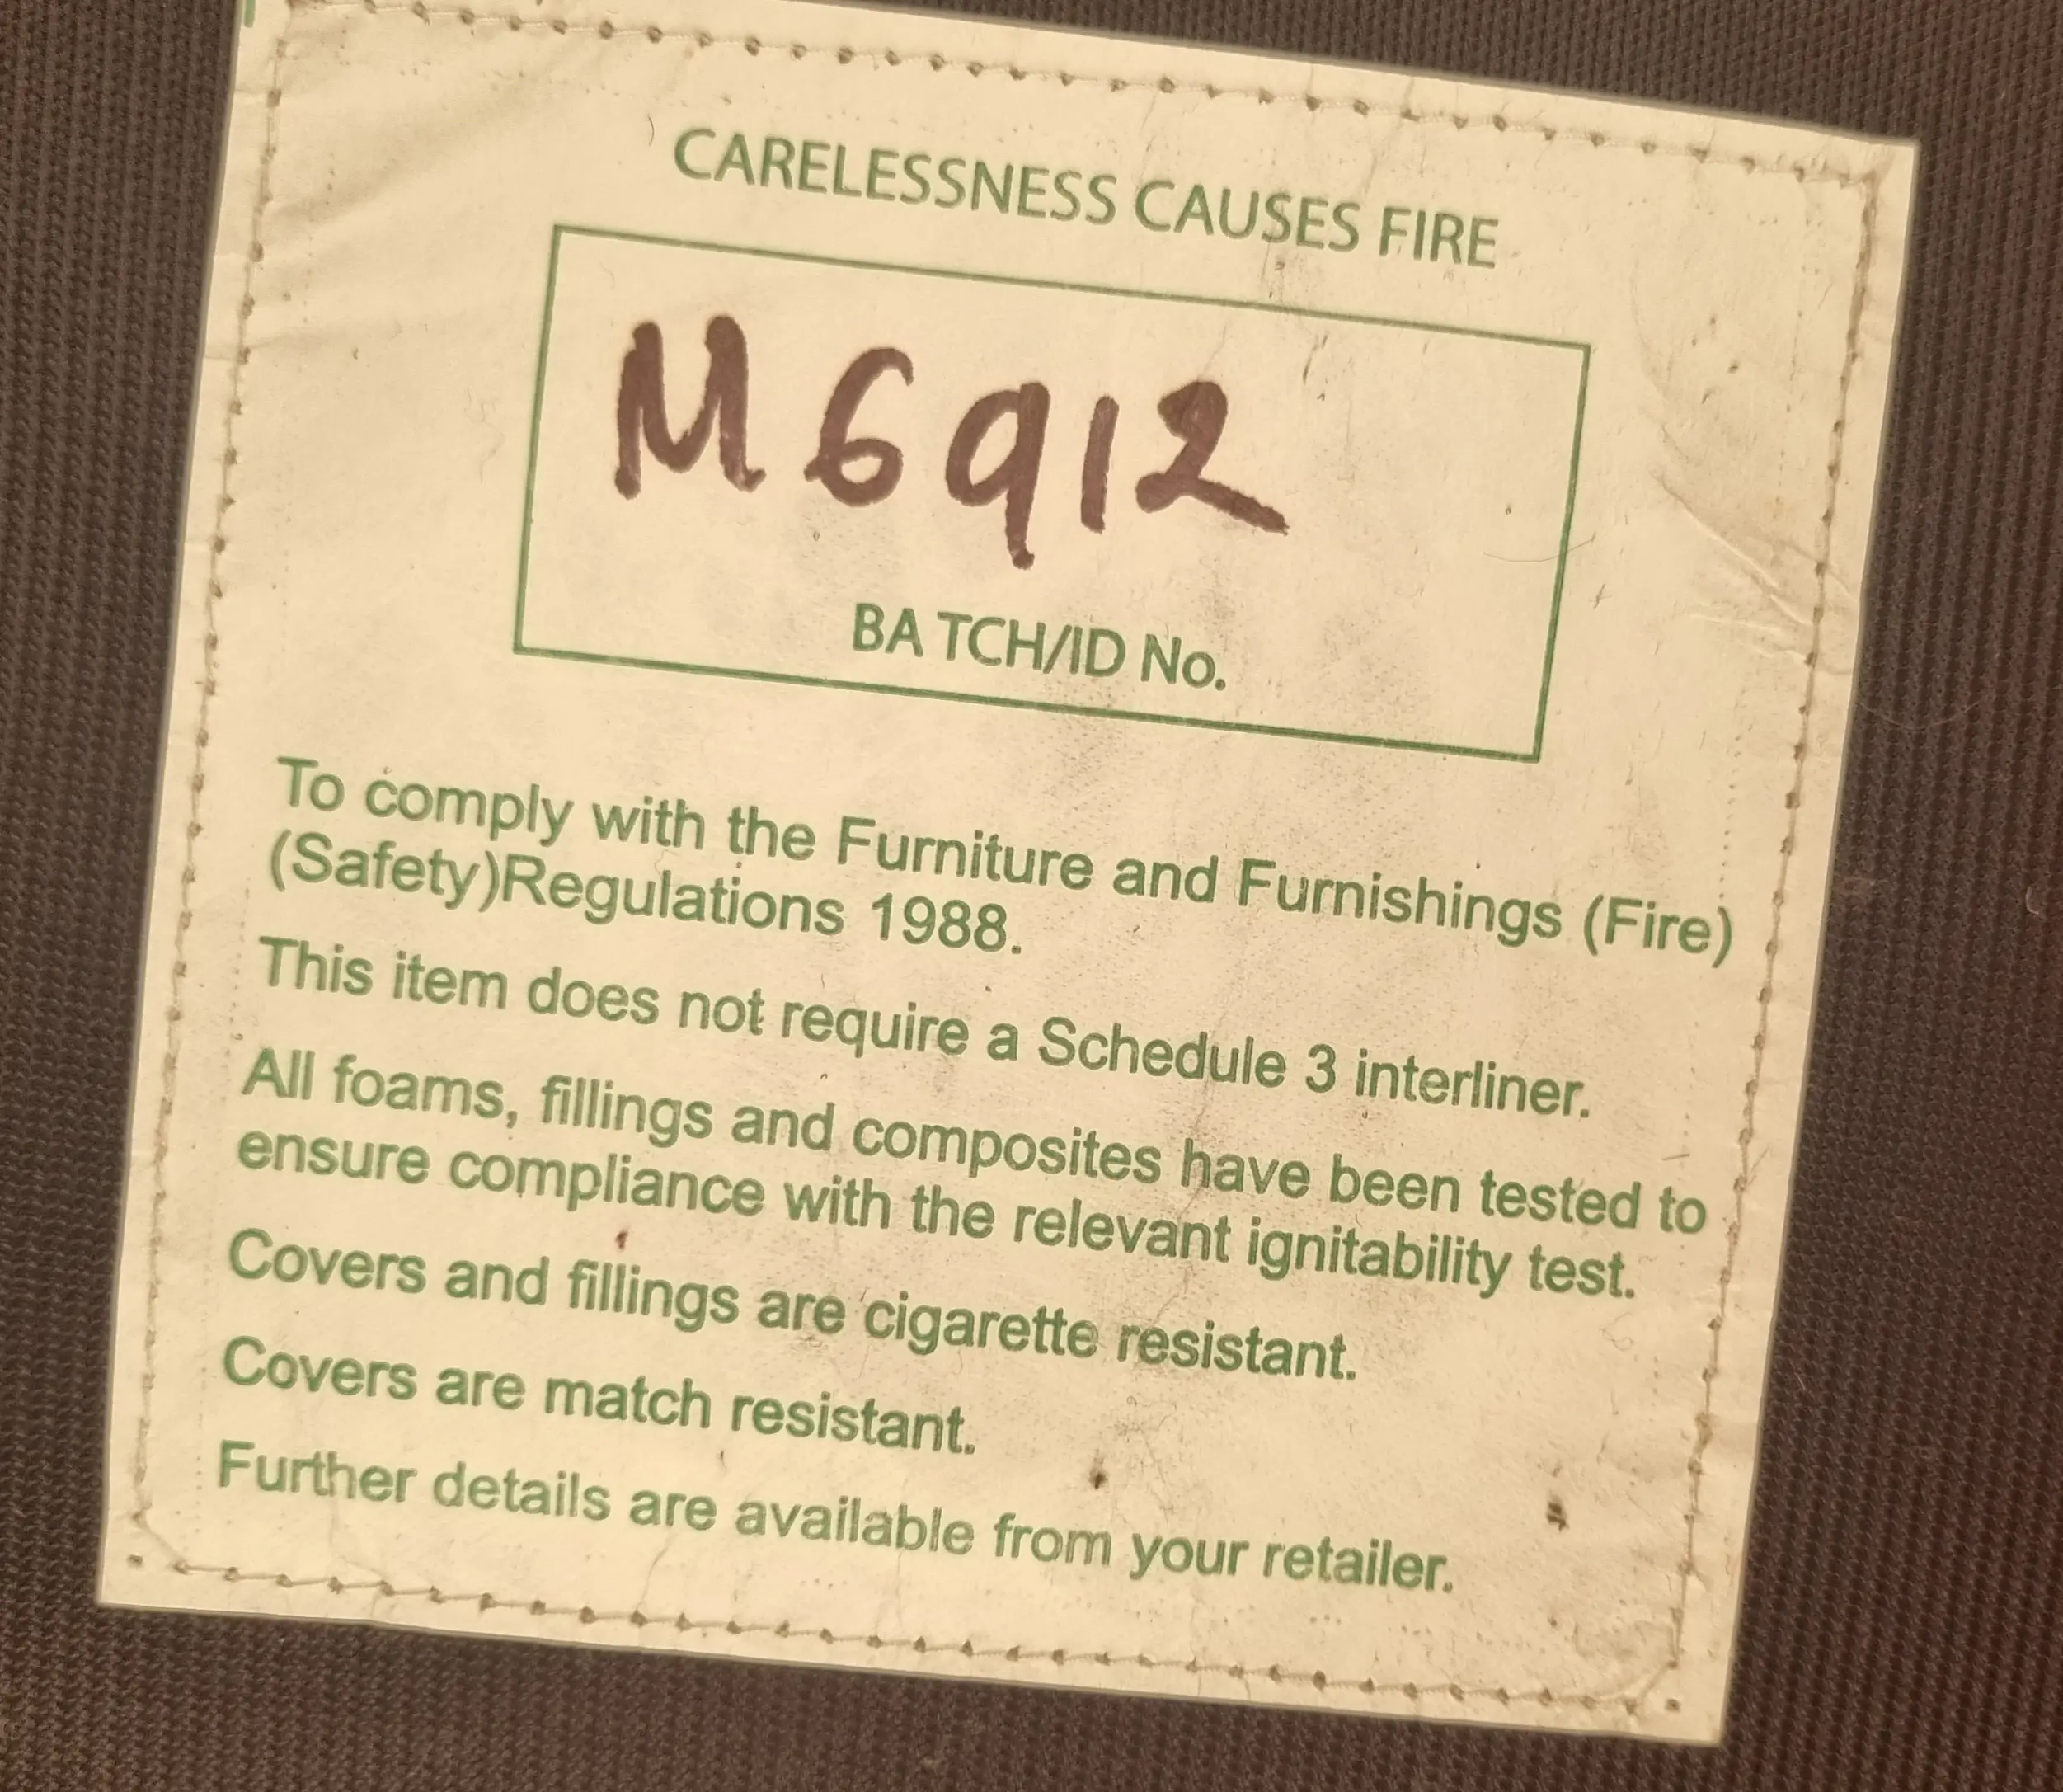 CARELESSNESS CAUSES FIRE
M6912
BA TCH/ID No.
To comply with the Furniture and Furnishings (Fire)
(Safety)Regulations 1988.
This item does not require a Schedule 3 interliner.
All foams, fillings and composites have been tested to
ensure compliance with the relevant ignitability test.
Covers and fillings are cigarette resistant.
Covers are match resistant.
Further details are available from your retailer.